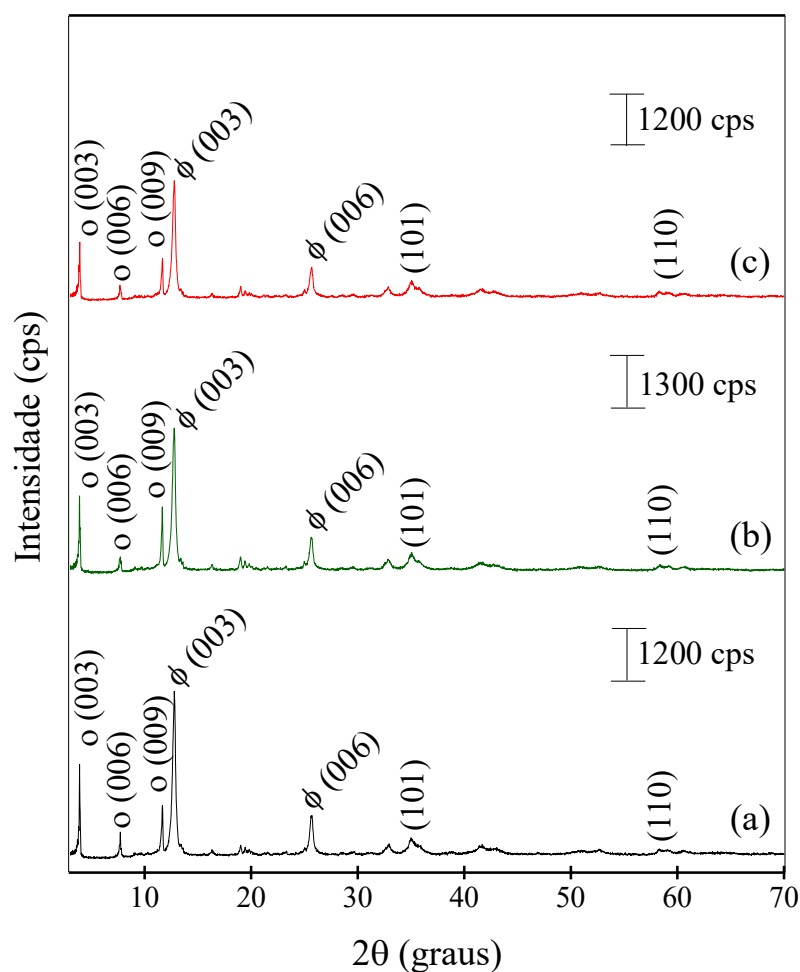 Intensidade (cps)
1200 cps
ο (003)
ο (006)
ο (009)
ϕ (003)
ϕ (006)
(101)
(110)
(c)
1300 cps
ο (003)
ο (006)
ο (009)
ϕ (003)
ϕ (006)
(101)
(110)
(b)
1200 cps
ο (003)
ο (006)
ο (009)
ϕ (003)
ϕ (006)
(101)
(110)
(a)
10 20 30 40 50 60 70
2θ (graus)